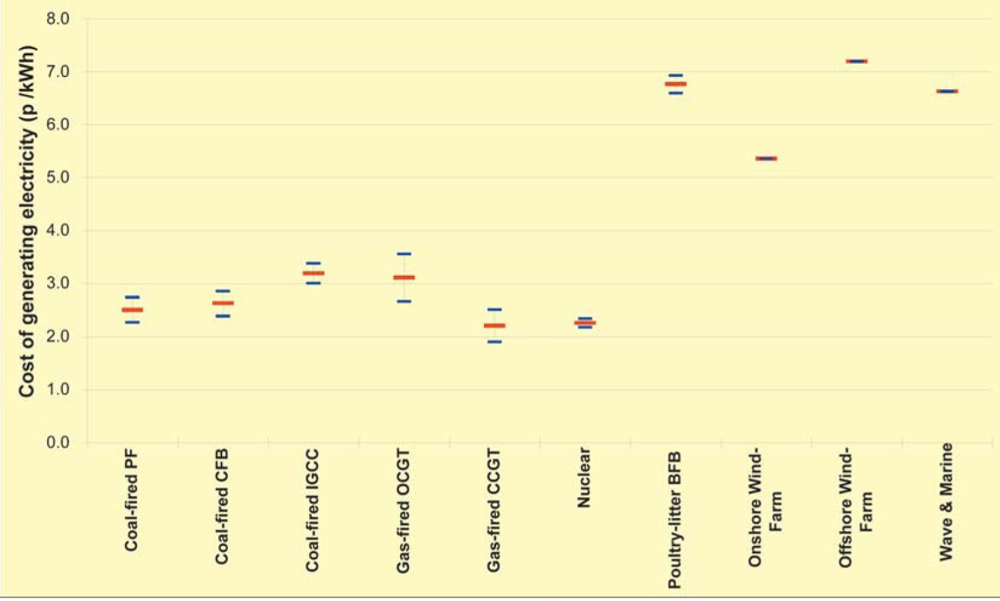 Cost of generating electricity (p /kWh)
8.0
7.0
6.0
5.0
4.0
3.0
2.0
1.0
0.0
Coal-fired PF
Coal-fired CFB
Coal-fired IGCC
Gas-fired OCGT
Gas-fired CCGT
Nuclear
Poultry-litter BFB
Onshore Wind-
Farm
Offshore Wind-
Farm
Wave & Marine